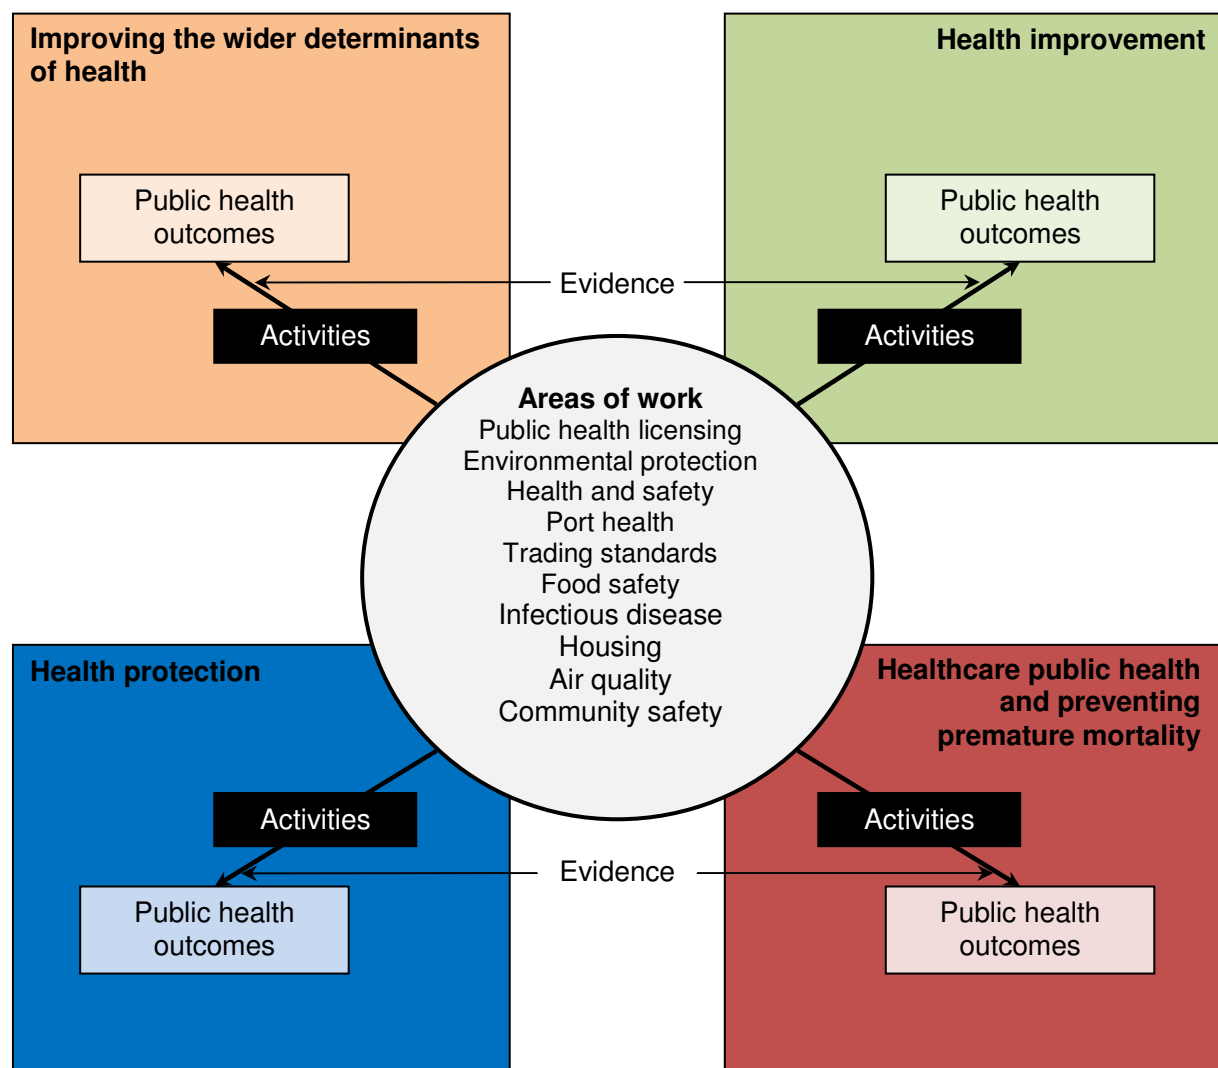 Improving the wider determinants
of health
Health improvement
Public health
outcomes
Public health
outcomes
Evidence
Activities
Activities
Areas of work
Public health licensing
Environmental protection
Health and safety
Port health
Trading standards
Food safety
Infectious disease
Housing
Air quality
Community safety
Health protection
Healthcare public health
and preventing
premature mortality
Activities
Activities
Evidence
Public health
outcomes
Public health
outcomes